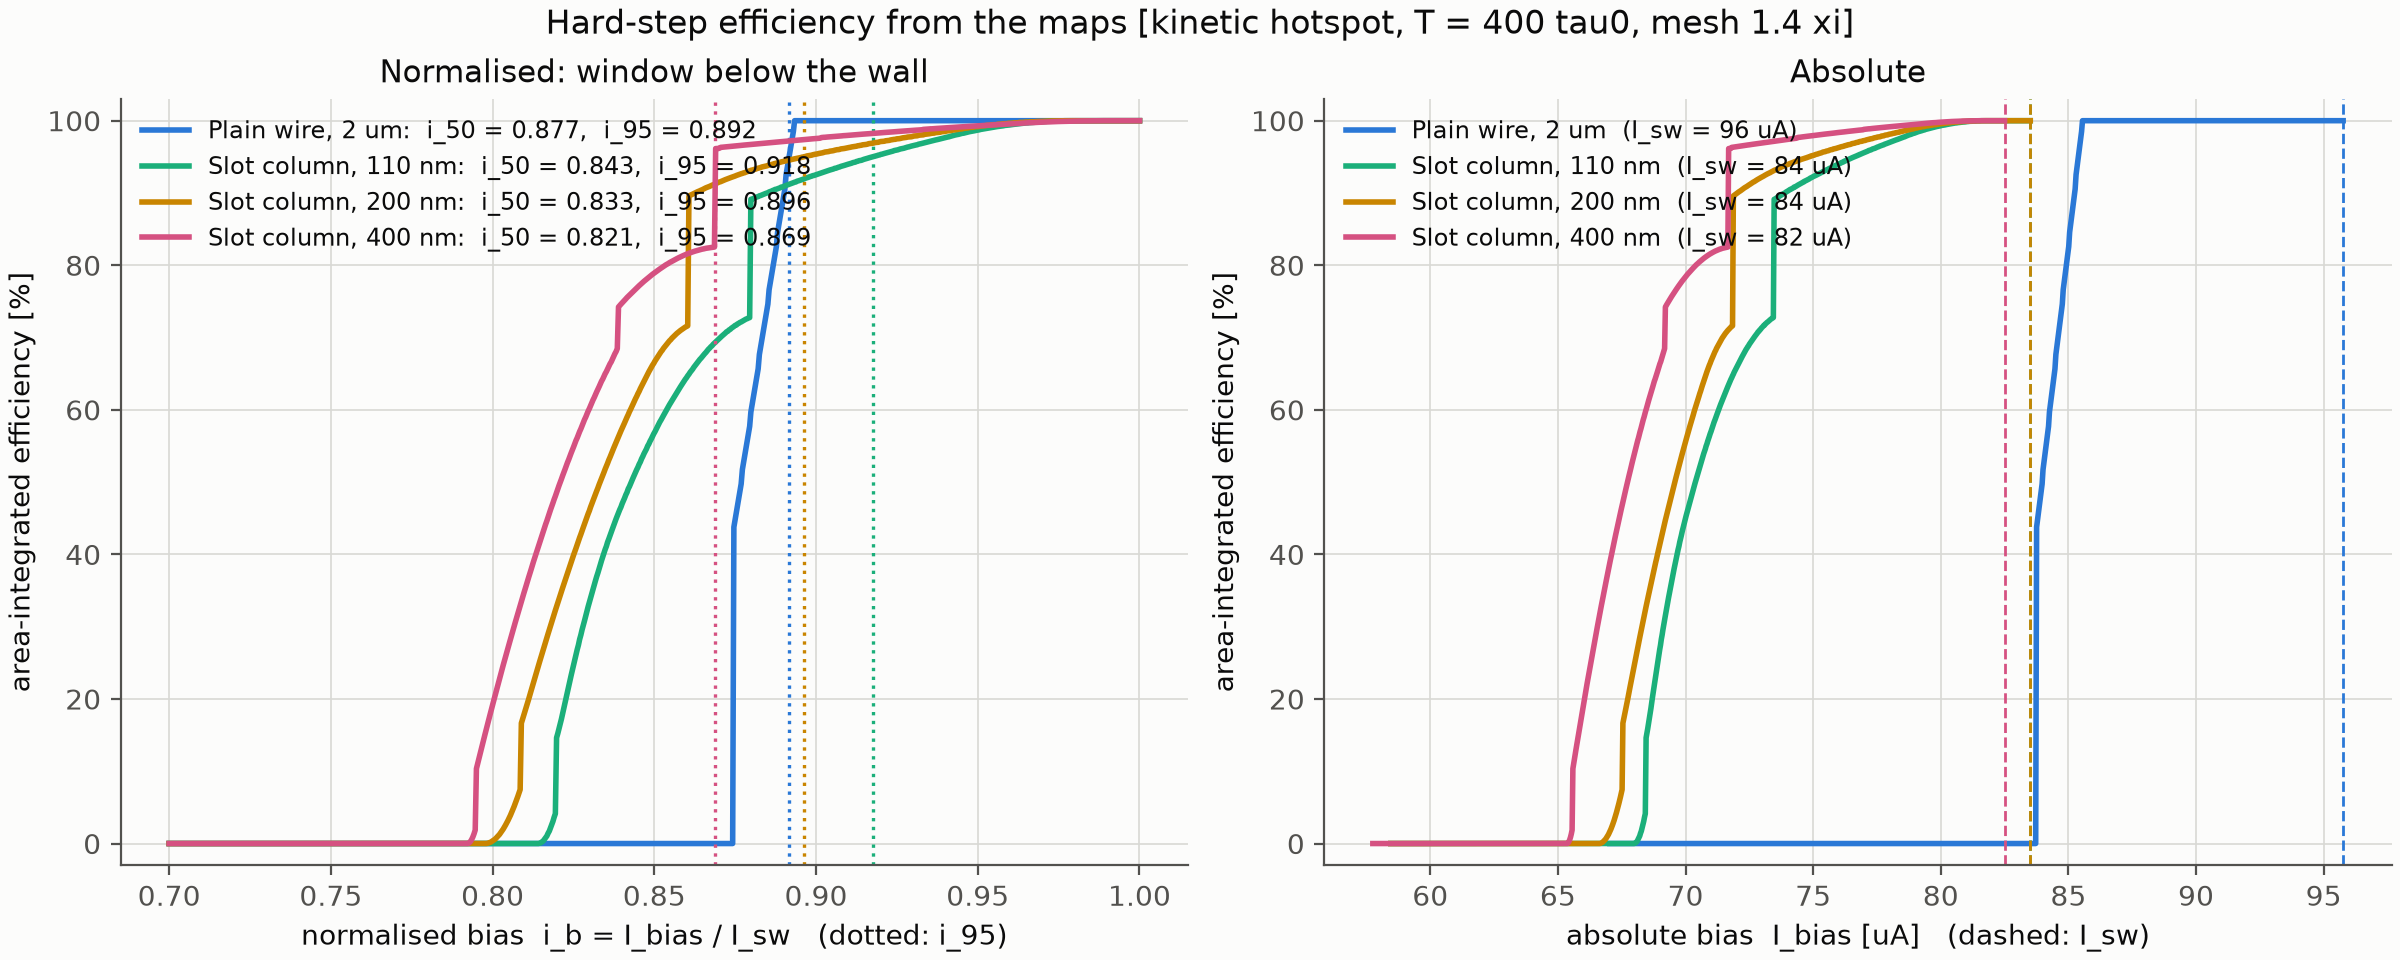 Hard-step efficiency from the maps [kinetic hotspot, T = 400 tau0, mesh 1.4 xi]
Normalised: window below the wall
Plain wire, 2 um:  i_50 = 0.877,  i_95 = 0.892
Slot column, 110 nm:  i_50 = 0.843,  i_95 = 0.918
Slot column, 200 nm:  i_50 = 0.833,  i_95 = 0.896
Slot column, 400 nm:  i_50 = 0.821,  i_95 = 0.869
area-integrated efficiency [%]
100
80
60
40
20
0
0.70 0.75 0.80 0.85 0.90 0.95 1.00
normalised bias  i_b = I_bias / I_sw   (dotted: i_95)
Absolute
Plain wire, 2 um  (I_sw = 96 uA)
Slot column, 110 nm  (I_sw = 84 uA)
Slot column, 200 nm  (I_sw = 84 uA)
Slot column, 400 nm  (I_sw = 82 uA)
area-integrated efficiency [%]
100
80
60
40
20
0
60 65 70 75 80 85 90 95
absolute bias  I_bias [uA]   (dashed: I_sw)